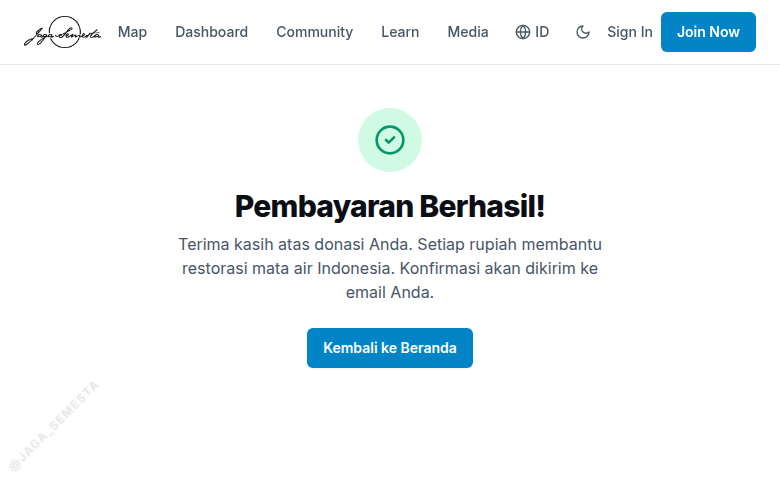 Jaga Semesta
Map
Dashboard
Community
Learn
Media
ID
Sign In
Join Now
Pembayaran Berhasil!
Terima kasih atas donasi Anda. Setiap rupiah membantu
restorasi mata air Indonesia. Konfirmasi akan dikirim ke
email Anda.
Kembali ke Beranda
@JAGA_SEMESTA